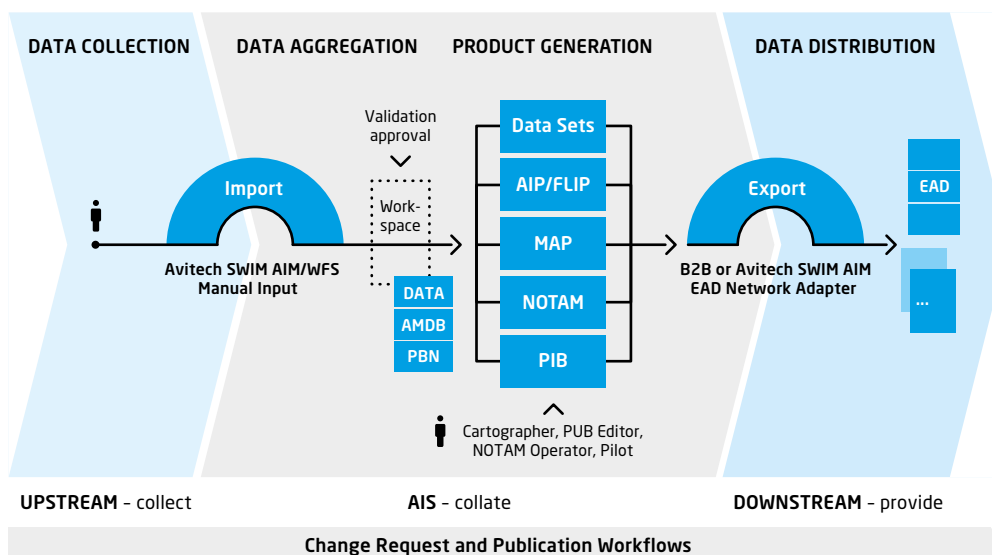 DATA COLLECTION
DATA AGGREGATION
PRODUCT GENERATION
DATA DISTRIBUTION
Validation
approval
Import
Work-
space
Avitech SWIM AIM/WFS
Manual Input
DATA
AMDB
PBN
Data Sets
AIP/FLIP
MAP
NOTAM
PIB
Cartographer, PUB Editor,
NOTAM Operator, Pilot
Export
B2B or Avitech SWIM AIM
EAD Network Adapter
EAD
...
UPSTREAM – collect
AIS – collate
DOWNSTREAM – provide
Change Request and Publication Workflows